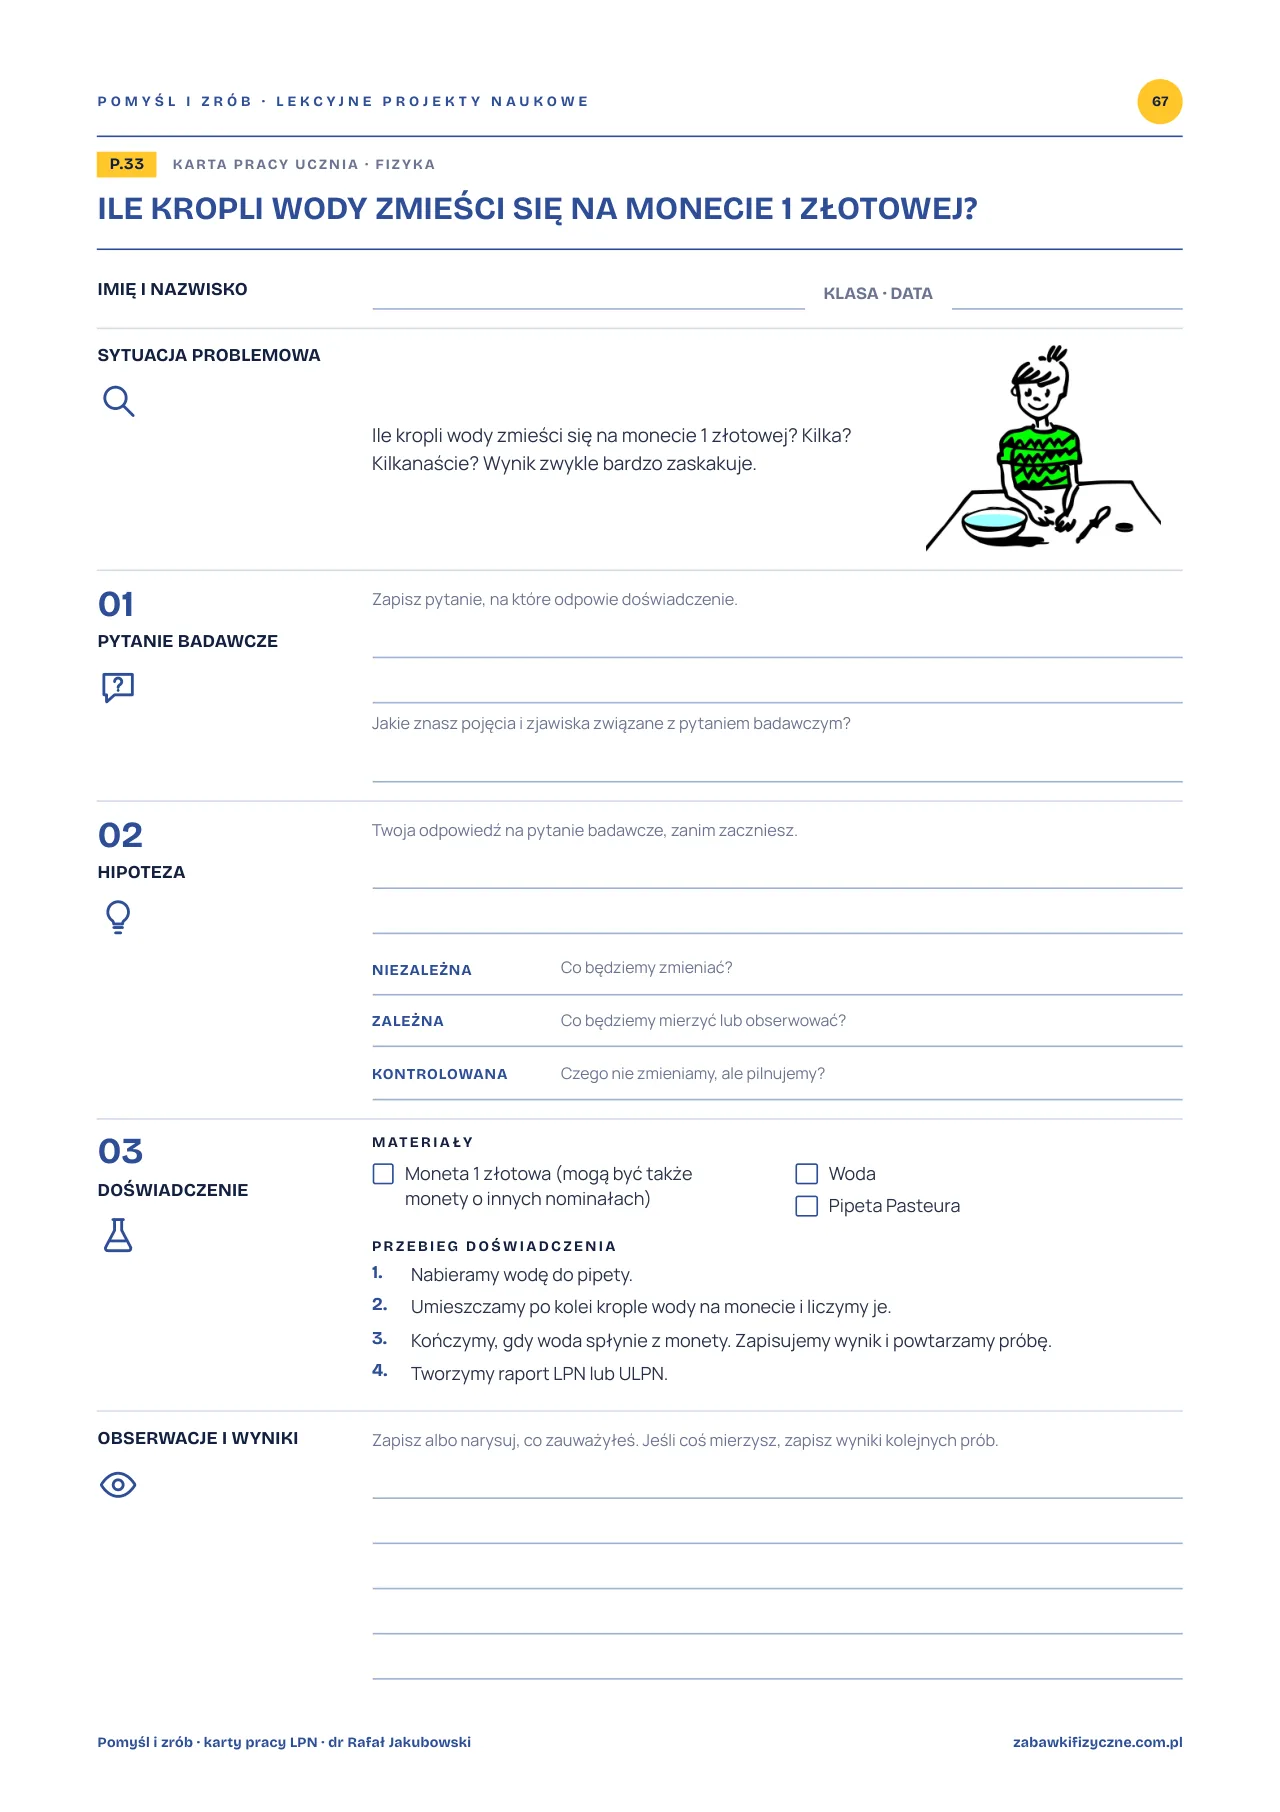 POMYŚL I ZRÓB · LEKCYJNE PROJEKTY NAUKOWE
67
P.33 KARTA PRACY UCZNIA · FIZYKA
ILE KROPLI WODY ZMIEŚCI SIĘ NA MONECIE 1 ZŁOTOWEJ?
IMIĘ I NAZWISKO
KLASA · DATA
SYTUACJA PROBLEMOWA
Ile kropli wody zmieści się na monecie 1 złotowej? Kilka?
Kilkanaście? Wynik zwykle bardzo zaskakuje.
01
PYTANIE BADAWCZE
Zapisz pytanie, na które odpowie doświadczenie.
Jakie znasz pojęcia i zjawiska związane z pytaniem badawczym?
02
HIPOTEZA
Twoja odpowiedź na pytanie badawcze, zanim zaczniesz.
NIEZALEŻNA Co będziemy zmieniać?
ZALEŻNA Co będziemy mierzyć lub obserwować?
KONTROLOWANA Czego nie zmieniamy, ale pilnujemy?
03
DOŚWIADCZENIE
MATERIAŁY
Moneta 1 złotowa (mogą być także
monety o innych nominałach)
Woda
Pipeta Pasteura
PRZEBIEG DOŚWIADCZENIA
1. Nabieramy wodę do pipety.
2. Umieszczamy po kolei krople wody na monecie i liczymy je.
3. Kończymy, gdy woda spłynie z monety. Zapisujemy wynik i powtarzamy próbę.
4. Tworzymy raport LPN lub ULPN.
OBSERWACJE I WYNIKI
Zapisz albo narysuj, co zauważyłeś. Jeśli coś mierzysz, zapisz wyniki kolejnych prób.
Pomyśl i zrób · karty pracy LPN · dr Rafał Jakubowski
zabawkifizyczne.com.pl